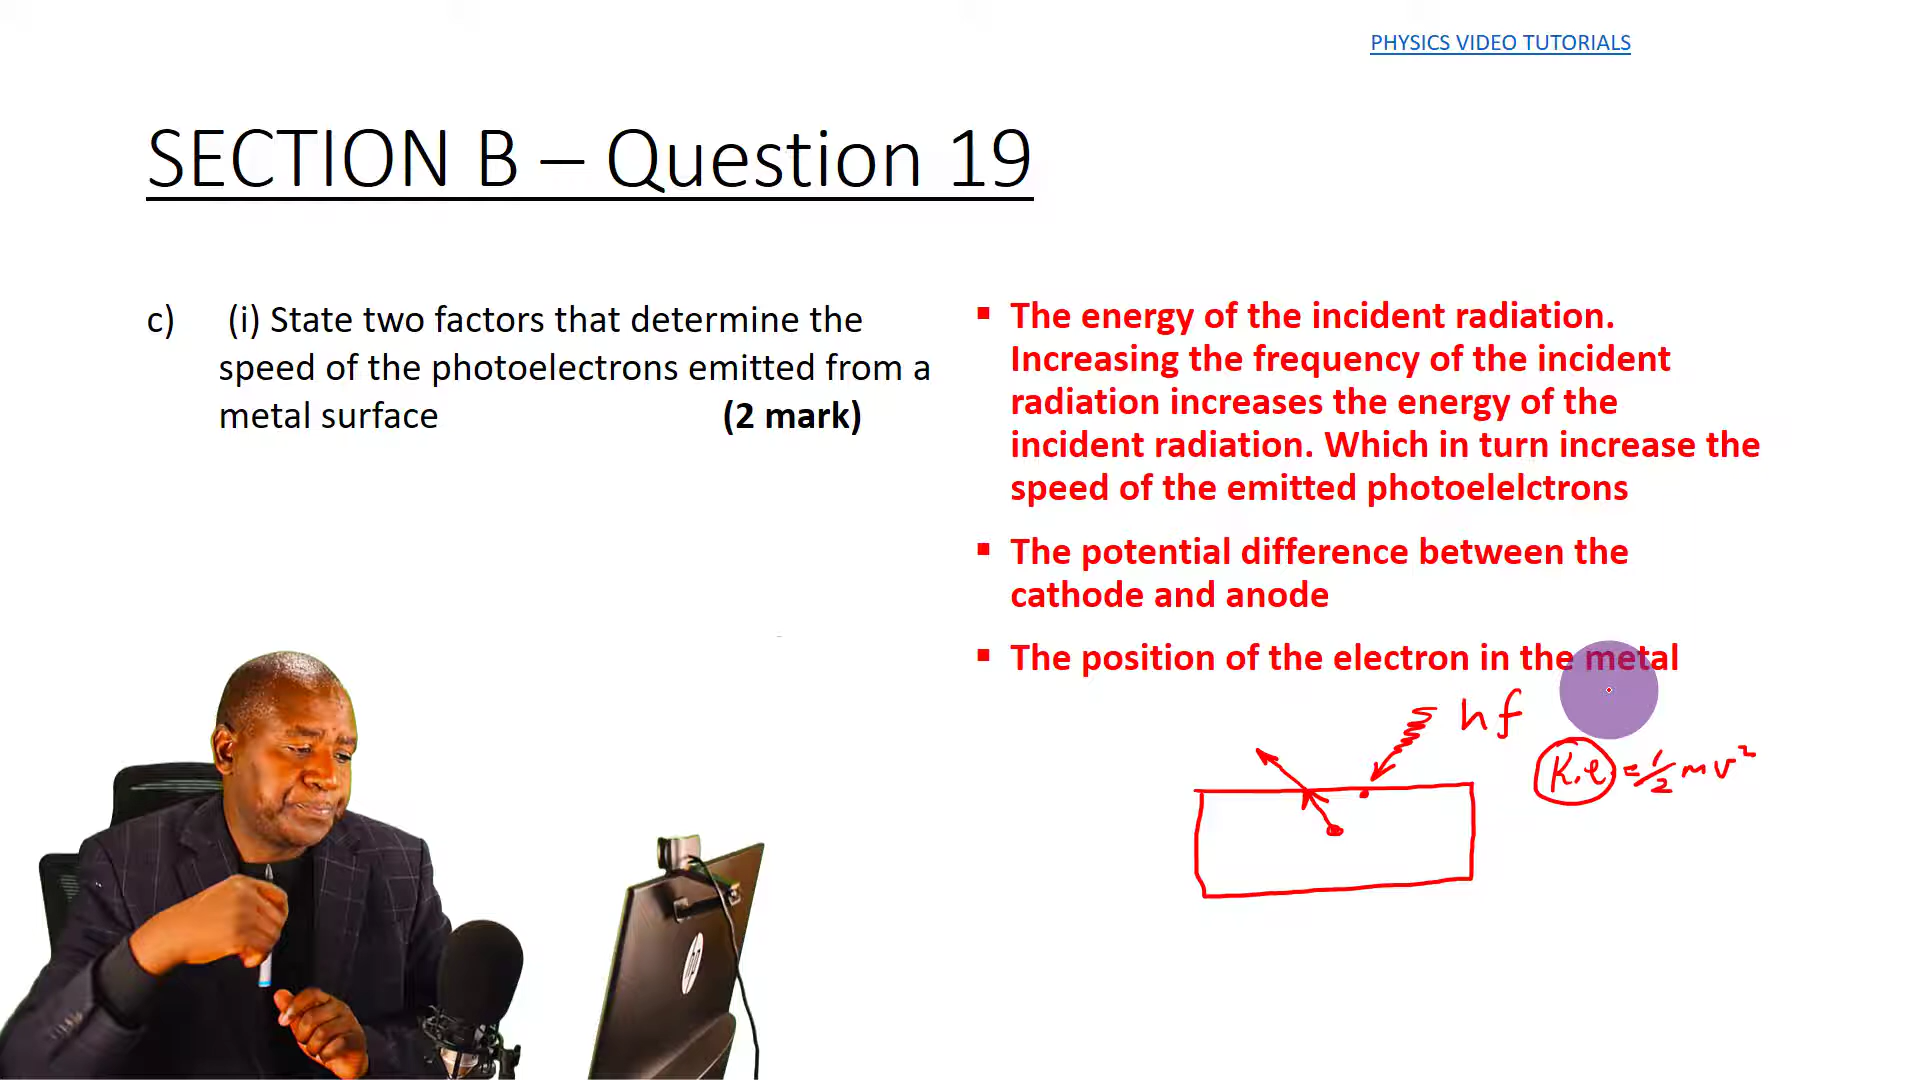 PHYSICS VIDEO TUTORIALS
SECTION B – Question 19
c) (i) State two factors that determine the
speed of the photoelectrons emitted from a
metal surface (2 mark)
▪ The energy of the incident radiation.
Increasing the frequency of the incident
radiation increases the energy of the
incident radiation. Which in turn increase the
speed of the emitted photoelelctrons
▪ The potential difference between the
cathode and anode
▪ The position of the electron in the metal
hf
K.e = 1/2 mv²
hp